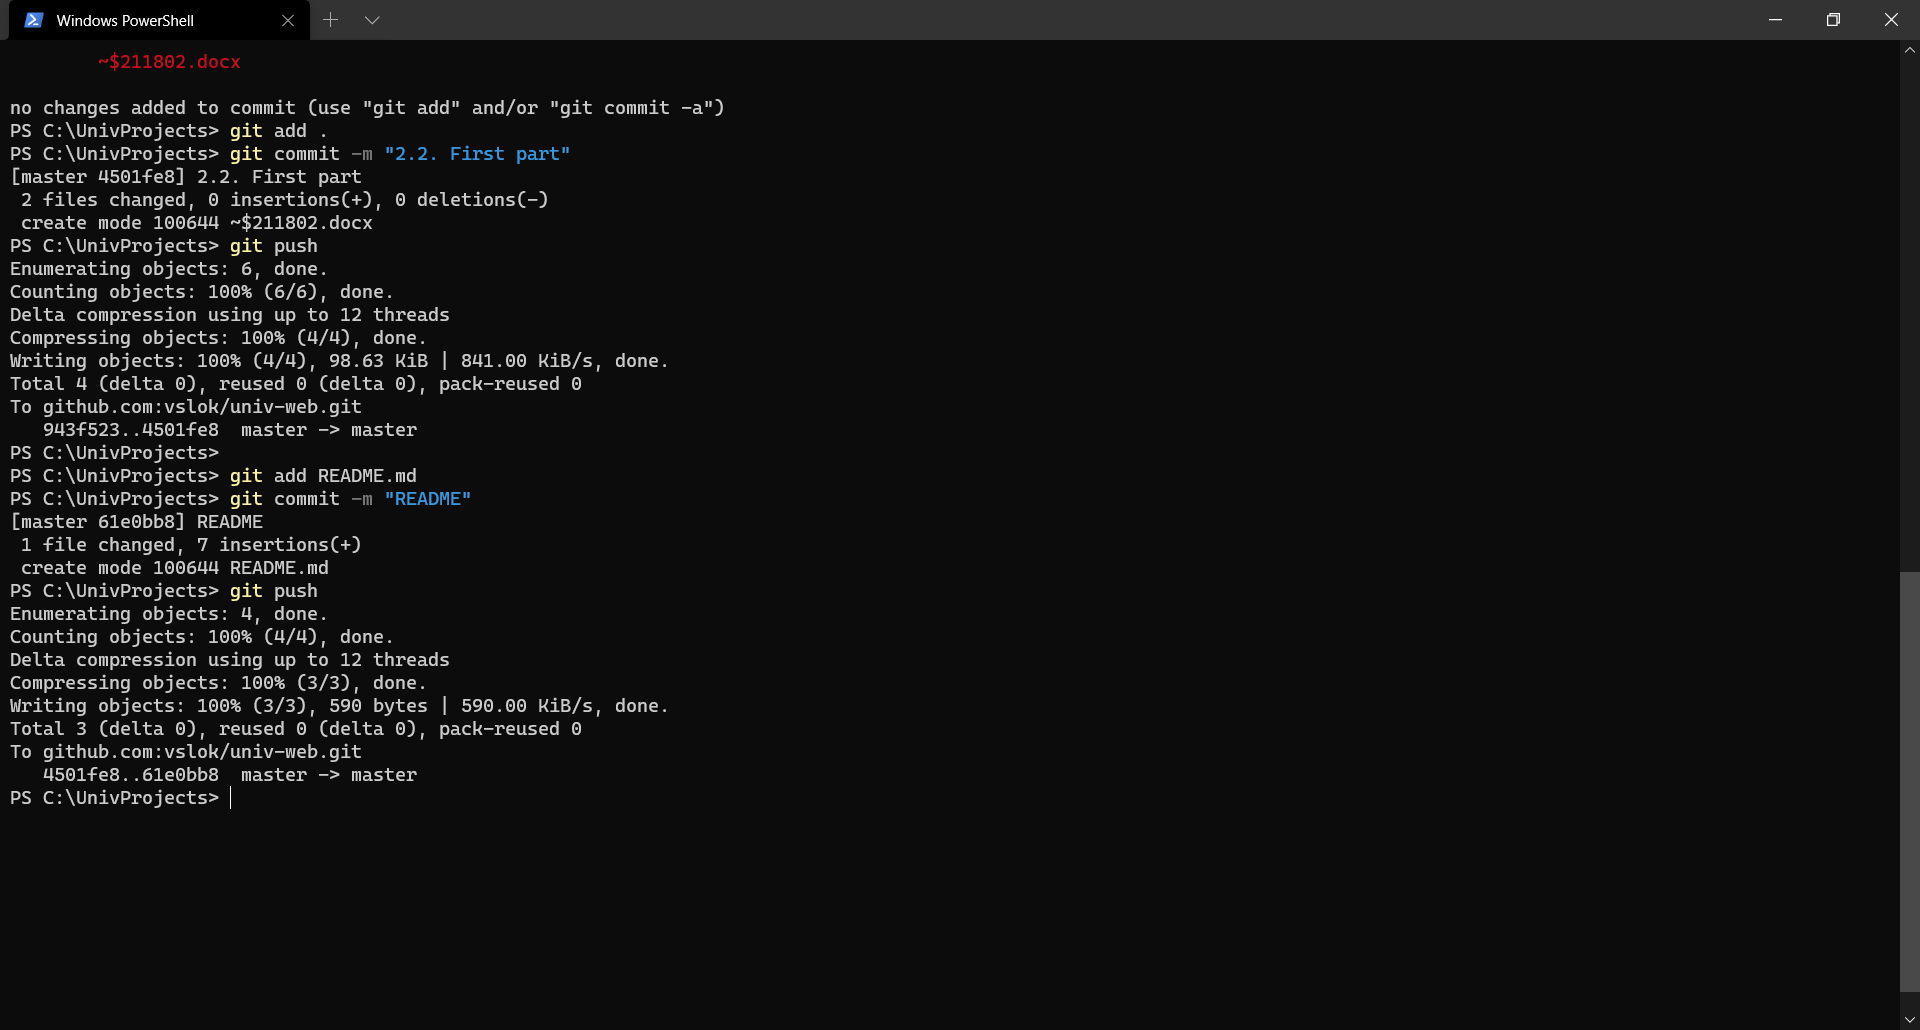 Windows PowerShell
~$211802.docx
no changes added to commit (use "git add" and/or "git commit -a")
PS C:\UnivProjects> git add .
PS C:\UnivProjects> git commit -m "2.2. First part"
[master 4501fe8] 2.2. First part
 2 files changed, 0 insertions(+), 0 deletions(-)
 create mode 100644 ~$211802.docx
PS C:\UnivProjects> git push
Enumerating objects: 6, done.
Counting objects: 100% (6/6), done.
Delta compression using up to 12 threads
Compressing objects: 100% (4/4), done.
Writing objects: 100% (4/4), 98.63 KiB | 841.00 KiB/s, done.
Total 4 (delta 0), reused 0 (delta 0), pack-reused 0
To github.com:vslok/univ-web.git
   943f523..4501fe8  master -> master
PS C:\UnivProjects>
PS C:\UnivProjects> git add README.md
PS C:\UnivProjects> git commit -m "README"
[master 61e0bb8] README
 1 file changed, 7 insertions(+)
 create mode 100644 README.md
PS C:\UnivProjects> git push
Enumerating objects: 4, done.
Counting objects: 100% (4/4), done.
Delta compression using up to 12 threads
Compressing objects: 100% (3/3), done.
Writing objects: 100% (3/3), 590 bytes | 590.00 KiB/s, done.
Total 3 (delta 0), reused 0 (delta 0), pack-reused 0
To github.com:vslok/univ-web.git
   4501fe8..61e0bb8  master -> master
PS C:\UnivProjects>